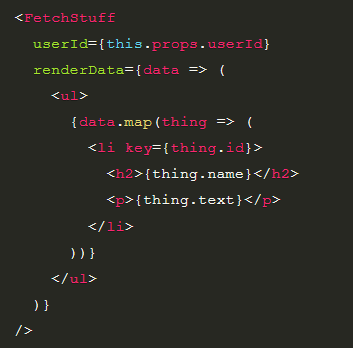 <FetchStuff
  userId={this.props.userId}
  renderData={data => (
    <ul>
      {data.map(thing => (
        <li key={thing.id}>
          <h2>{thing.name}</h2>
          <p>{thing.text}</p>
        </li>
      ))}
    </ul>
  )}
/>